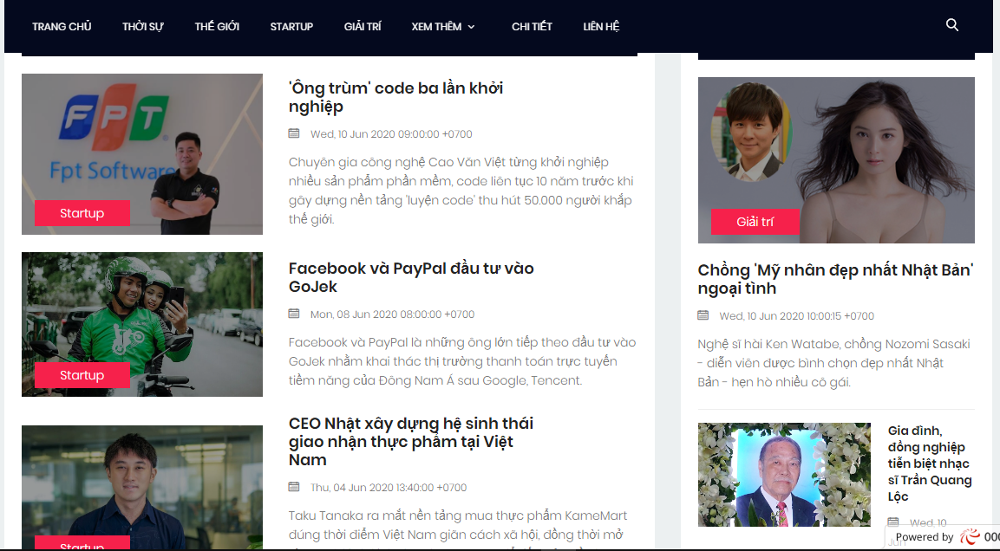 TRANG CHỦ THỜI SỰ THẾ GIỚI STARTUP GIẢI TRÍ XEM THÊM CHI TIẾT LIÊN HỆ
FPT
Fpt Software
Startup
'Ông trùm' code ba lần khởi
nghiệp
Wed, 10 Jun 2020 09:00:00 +0700
Chuyên gia công nghệ Cao Văn Việt từng khởi nghiệp
nhiều sản phẩm phần mềm, code liên tục 10 năm trước khi
gây dựng nền tảng 'luyện code' thu hút 50.000 người khắp
thế giới.
Startup
Facebook và PayPal đầu tư vào
GoJek
Mon, 08 Jun 2020 08:00:00 +0700
Facebook và PayPal là những ông lớn tiếp theo đầu tư vào
GoJek nhằm khai thác thị trường thanh toán trực tuyến
tiềm năng của Đông Nam Á sau Google, Tencent.
Startup
CEO Nhật xây dựng hệ sinh thái
giao nhận thực phẩm tại Việt
Nam
Thu, 04 Jun 2020 13:40:00 +0700
Taku Tanaka ra mắt nền tảng mua thực phẩm KameMart
đúng thời điểm Việt Nam giãn cách xã hội, đồng thời mở
Giải trí
Chồng 'Mỹ nhân đẹp nhất Nhật Bản'
ngoại tình
Wed, 10 Jun 2020 10:00:15 +0700
Nghệ sĩ hài Ken Watabe, chồng Nozomi Sasaki
- diễn viên được bình chọn đẹp nhất Nhật
Bản - hẹn hò nhiều cô gái.
Gia đình,
đồng nghiệp
tiễn biệt nhạc
sĩ Trần Quang
Lộc
Wed, 10
Jun
Powered by 000